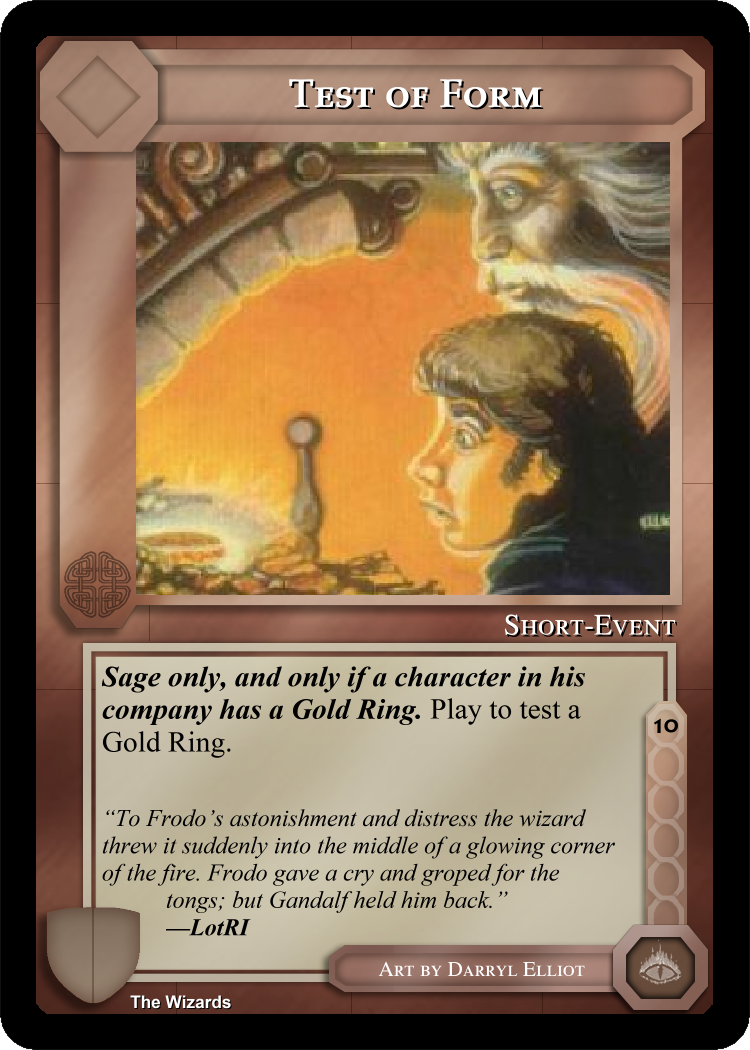 Test of Form
Short-Event
Sage only, and only if a character in his
company has a Gold Ring. Play to test a
Gold Ring.
10
“To Frodo’s astonishment and distress the wizard
threw it suddenly into the middle of a glowing corner
of the fire. Frodo gave a cry and groped for the
tongs; but Gandalf held him back.”
—LotRI
Art by Darryl Elliot
The Wizards